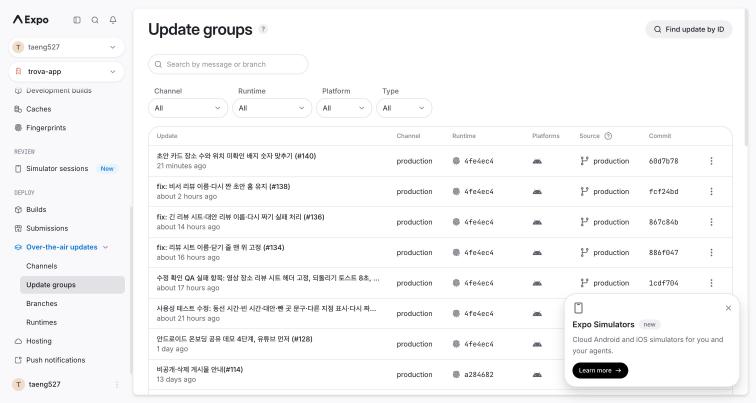 Expo
T taeng527
trova-app
Development builds
Caches
Fingerprints
REVIEW
Simulator sessions New
DEPLOY
Builds
Submissions
Over-the-air updates
Channels
Update groups
Branches
Runtimes
Hosting
Push notifications
T taeng527
Update groups ?
Find update by ID
Search by message or branch
Channel Runtime Platform Type
All All All All
Update Channel Runtime Platforms Source ? Commit
초안 카드 장소 수와 위치 미확인 배지 숫자 맞추기 (#140)
21 minutes ago
production 4fe4ec4 production 60d7b78
fix: 비서 리뷰 이름·다시 짠 초안 홈 유지 (#138)
about 2 hours ago
production 4fe4ec4 production fcf24bd
fix: 긴 리뷰 시트·대안 리뷰 이름·다시 짜기 실패 처리 (#136)
about 14 hours ago
production 4fe4ec4 production 867c84b
fix: 리뷰 시트 이름·닫기 줄 맨 위 고정 (#134)
about 16 hours ago
production 4fe4ec4 production 886f047
수정 확인 QA 실패 항목: 영상 장소 리뷰 시트 헤더 고정, 되돌리기 토스트 8초, ...
about 17 hours ago
production 4fe4ec4 production 1cdf704
사용성 테스트 수정: 동선 시간·빈 시간·대안·뺀 곳 문구·다른 지점 표시·다시 짜...
about 21 hours ago
production 4fe4ec4
안드로이드 온보딩 공유 데모 4단계, 유튜브 먼저 (#128)
1 day ago
production 4fe4ec4
비공개·삭제 게시물 안내(#114)
13 days ago
production a284682
Expo Simulators new
Cloud Android and iOS simulators for you and
your agents.
Learn more →